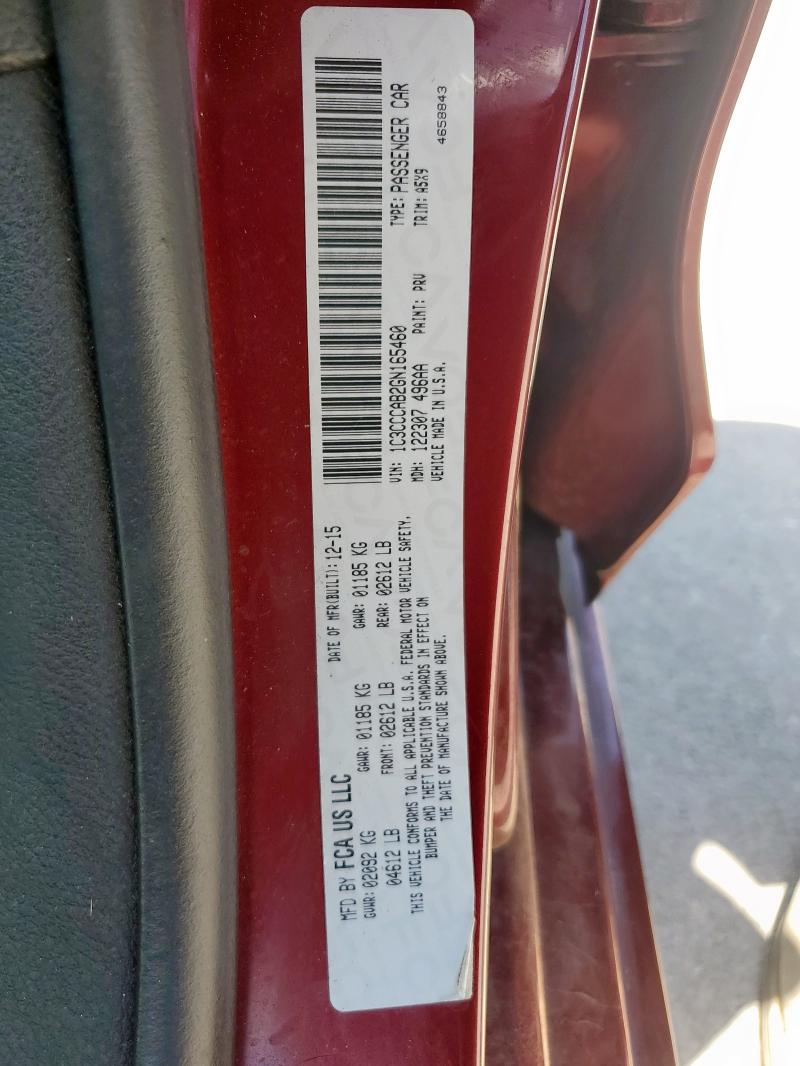 MFD BY FCA US LLC
DATE OF MFR(BUILT): 12-15
GVWR: 02092 KG
GAWR: 01185 KG
GAWR: 01185 KG
04612 LB
FRONT: 02612 LB
REAR: 02612 LB
THIS VEHICLE CONFORMS TO ALL APPLICABLE U.S.A. FEDERAL MOTOR VEHICLE SAFETY,
BUMPER AND THEFT PREVENTION STANDARDS IN EFFECT ON
THE DATE OF MANUFACTURE SHOWN ABOVE.
VIN: 1C3CCCAB2GN165460
TYPE: PASSENGER CAR
MDH: 122307 496AA
PAINT: PRV
TRIM: A5X9
VEHICLE MADE IN U.S.A.
4658843